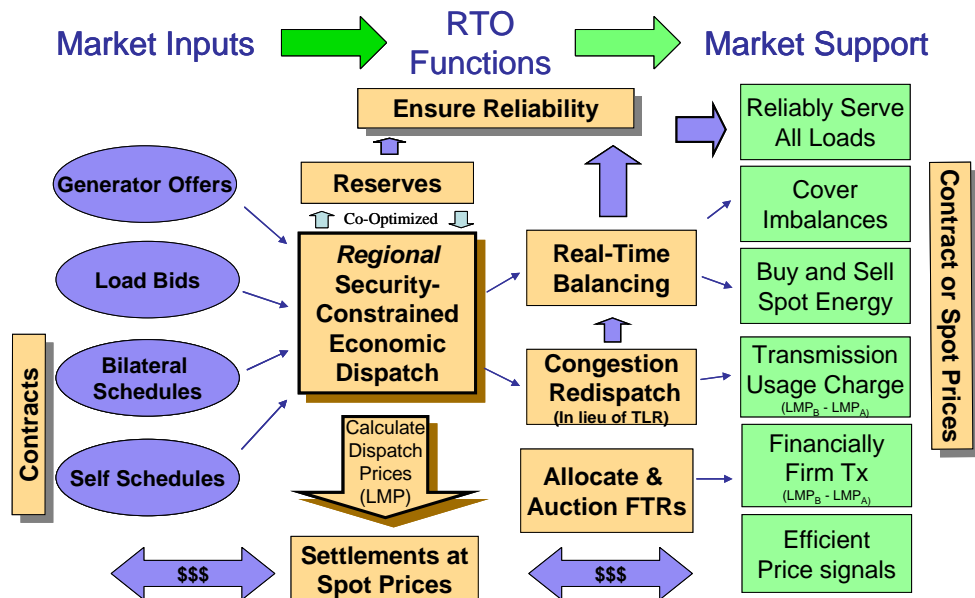 Market Inputs
RTO
Functions
Market Support
Ensure Reliability
Reserves
Co-Optimized
Generator Offers
Load Bids
Bilateral
Schedules
Self Schedules
Contracts
Regional
Security-
Constrained
Economic
Dispatch
Calculate
Dispatch
Prices
(LMP)
Settlements at
Spot Prices
$$$
$$$
Real-Time
Balancing
Congestion
Redispatch
(In lieu of TLR)
Allocate &
Auction FTRs
Reliably Serve
All Loads
Cover
Imbalances
Buy and Sell
Spot Energy
Transmission
Usage Charge
(LMPB - LMPA)
Financially
Firm Tx
(LMPB - LMPA)
Efficient
Price signals
Contract or Spot Prices